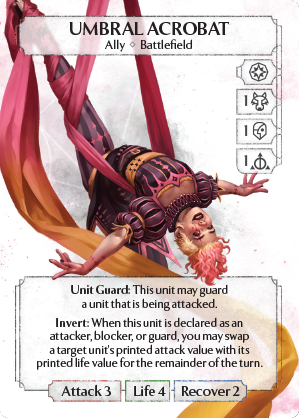 UMBRAL ACROBAT
Ally ◇ Battlefield
1
1
1
Unit Guard: This unit may guard
a unit that is being attacked.
Invert: When this unit is declared as an
attacker, blocker, or guard, you may swap
a target unit's printed attack value with its
printed life value for the remainder of the turn.
Attack 3 Life 4 Recover 2